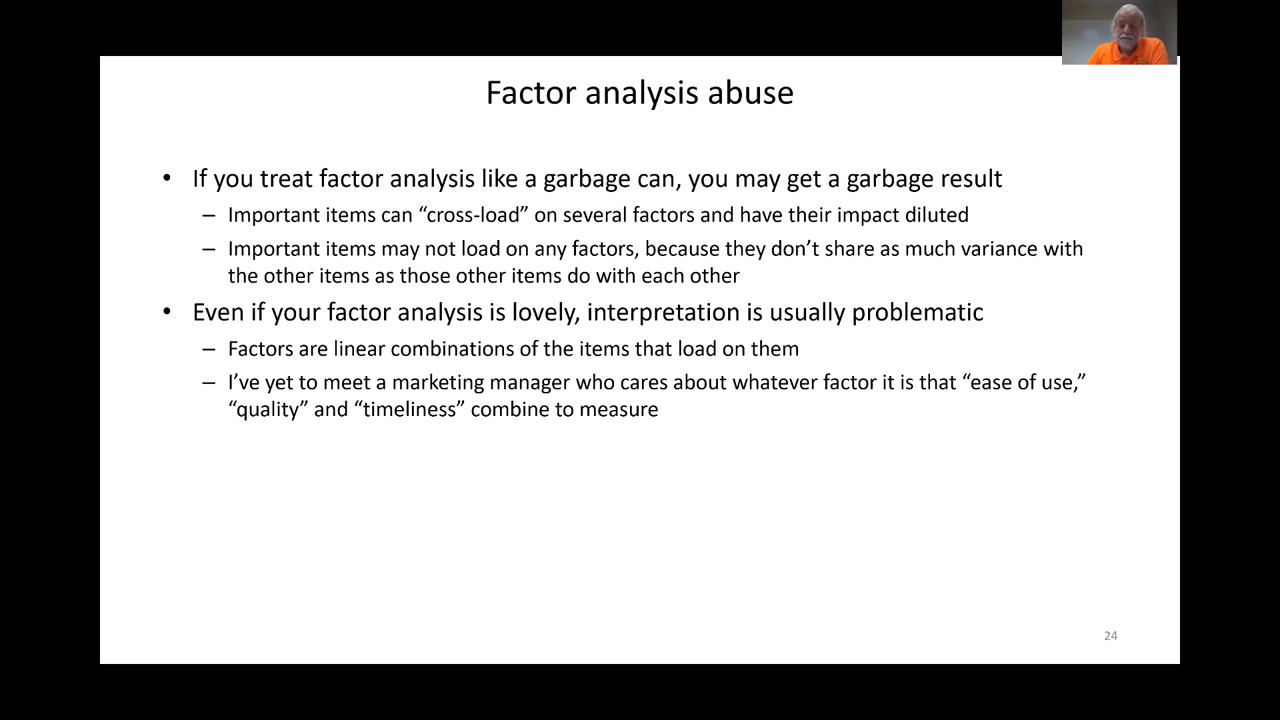 Factor analysis abuse
• If you treat factor analysis like a garbage can, you may get a garbage result
– Important items can “cross-load” on several factors and have their impact diluted
– Important items may not load on any factors, because they don’t share as much variance with
the other items as those other items do with each other
• Even if your factor analysis is lovely, interpretation is usually problematic
– Factors are linear combinations of the items that load on them
– I’ve yet to meet a marketing manager who cares about whatever factor it is that “ease of use,”
“quality” and “timeliness” combine to measure
24